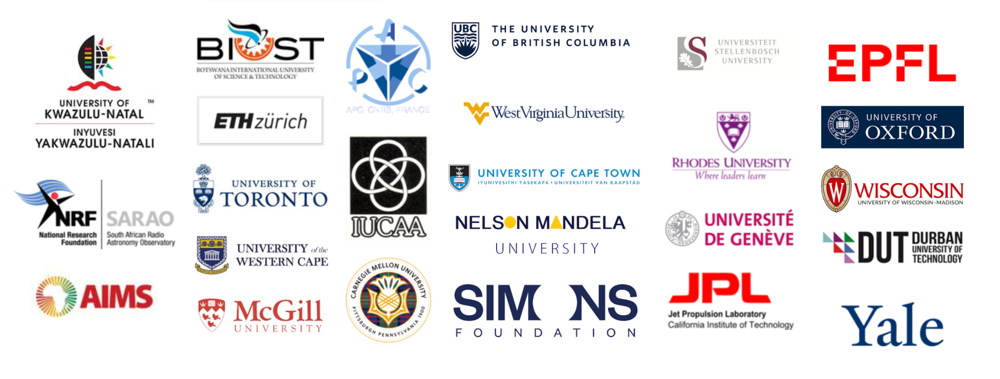 UNIVERSITY OF
KWAZULU-NATAL
TM
INYUVESI
YAKWAZULU-NATALI
NRF
National Research
Foundation
SARAO
South African Radio
Astronomy Observatory
AIMS
BIUST
BOTSWANA INTERNATIONAL UNIVERSITY
OF SCIENCE & TECHNOLOGY
ETH zürich
UNIVERSITY OF
TORONTO
UNIVERSITY of the
WESTERN CAPE
McGill
UNIVERSITY
A
P C
APC, CNRS, FRANCE
IUCAA
CARNEGIE MELLON UNIVERSITY
PITTSBURGH PENNSYLVANIA 1900
UBC
THE UNIVERSITY
OF BRITISH COLUMBIA
WV
WestVirginiaUniversity®
UNIVERSITY OF CAPE TOWN
IYUNIVESITHI YASEKAPA • UNIVERSITEIT VAN KAAPSTAD
NELSON MANDELA
UNIVERSITY
SIMONS
FOUNDATION
S
UNIVERSITEIT
STELLENBOSCH
UNIVERSITY
RHODES UNIVERSITY
Where leaders learn
UNIVERSITÉ
DE GENÈVE
JPL
Jet Propulsion Laboratory
California Institute of Technology
EPFL
UNIVERSITY OF OXFORD
UNIVERSITY OF
OXFORD
W
WISCONSIN
UNIVERSITY OF WISCONSIN–MADISON
DUT
DURBAN
UNIVERSITY OF
TECHNOLOGY
Yale